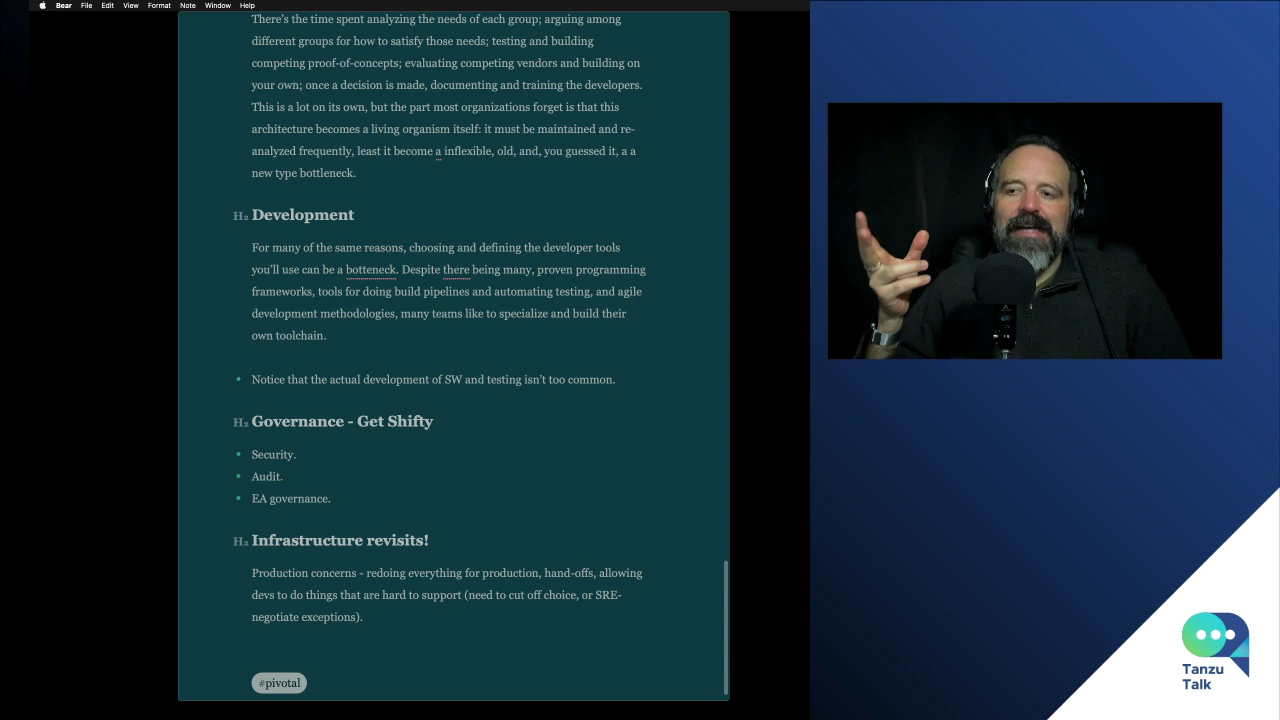 Bear File Edit View Format Note Window Help
There's the time spent analyzing the needs of each group; arguing among
different groups for how to satisfy those needs; testing and building
competing proof-of-concepts; evaluating competing vendors and building on
your own; once a decision is made, documenting and training the developers.
This is a lot on its own, but the part most organizations forget is that this
architecture becomes a living organism itself: it must be maintained and re-
analyzed frequently, least it become a inflexible, old, and, you guessed it, a a
new type bottleneck.
H2 Development
For many of the same reasons, choosing and defining the developer tools
you'll use can be a botteneck. Despite there being many, proven programming
frameworks, tools for doing build pipelines and automating testing, and agile
development methodologies, many teams like to specialize and build their
own toolchain.
• Notice that the actual development of SW and testing isn't too common.
H2 Governance - Get Shifty
• Security.
• Audit.
• EA governance.
H2 Infrastructure revisits!
Production concerns - redoing everything for production, hand-offs, allowing
devs to do things that are hard to support (need to cut off choice, or SRE-
negotiate exceptions).
#pivotal
Tanzu
Talk